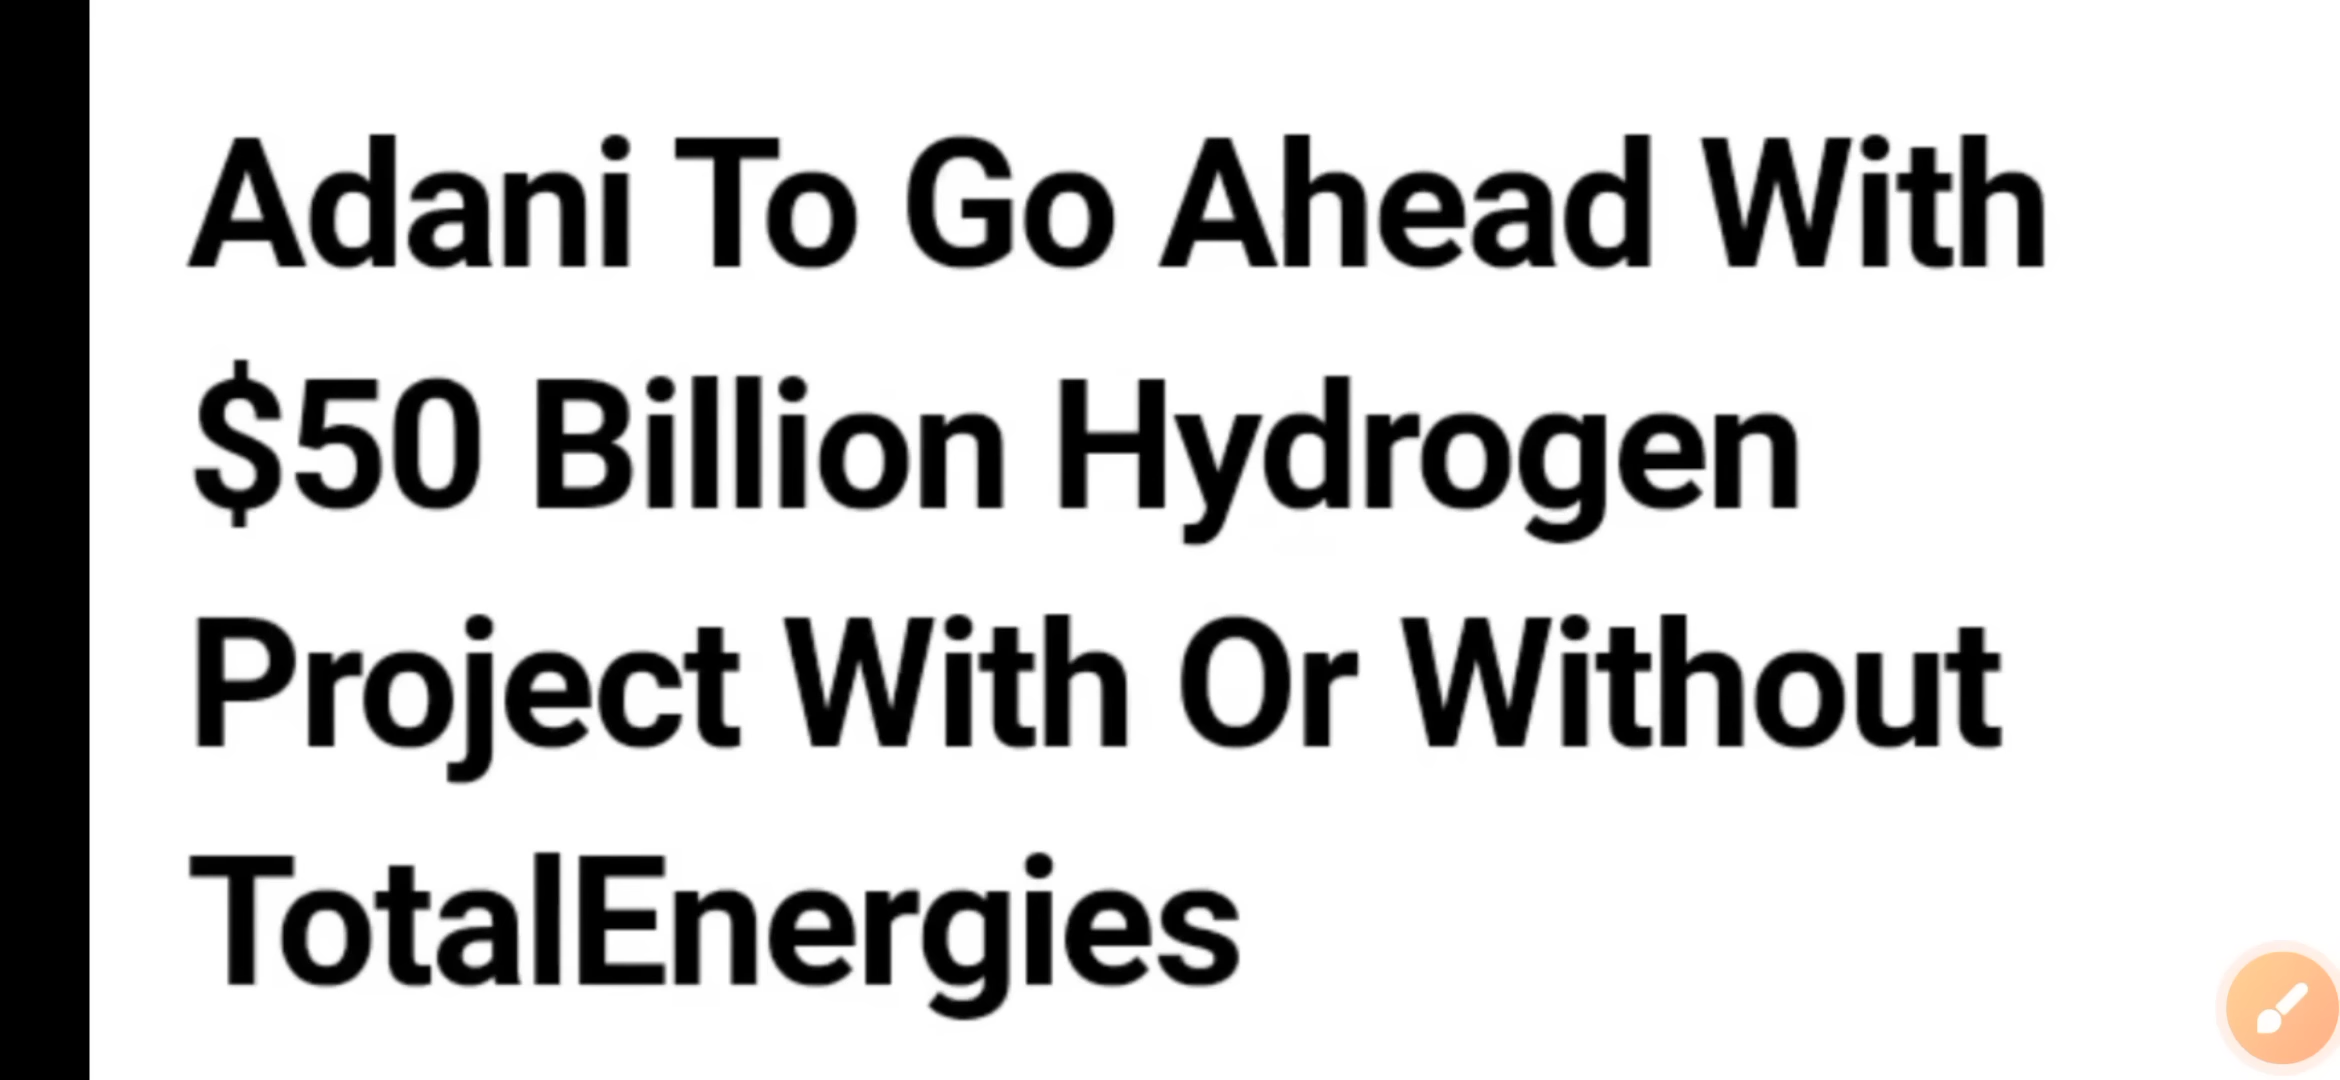 Adani To Go Ahead With
$50 Billion Hydrogen
Project With Or Without
TotalEnergies